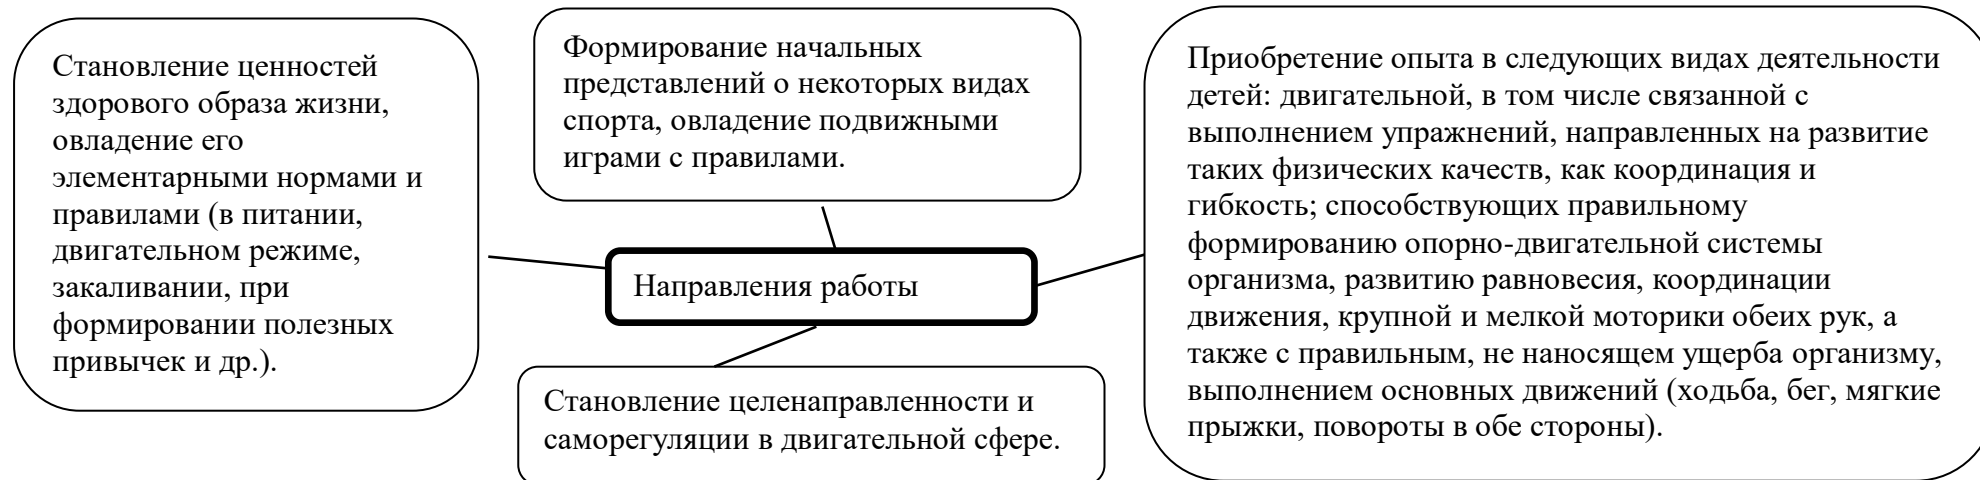 Становление ценностей
здорового образа жизни,
овладение его
элементарными нормами и
правилами (в питании,
двигательном режиме,
закаливании, при
формировании полезных
привычек и др.).
Формирование начальных
представлений о некоторых видах
спорта, овладение подвижными
играми с правилами.
Приобретение опыта в следующих видах деятельности
детей: двигательной, в том числе связанной с
выполнением упражнений, направленных на развитие
таких физических качеств, как координация и
гибкость; способствующих правильному
формированию опорно-двигательной системы
организма, развитию равновесия, координации
движения, крупной и мелкой моторики обеих рук, а
также с правильным, не наносящем ущерба организму,
выполнением основных движений (ходьба, бег, мягкие
прыжки, повороты в обе стороны).
Направления работы
Становление целенаправленности и
саморегуляции в двигательной сфере.